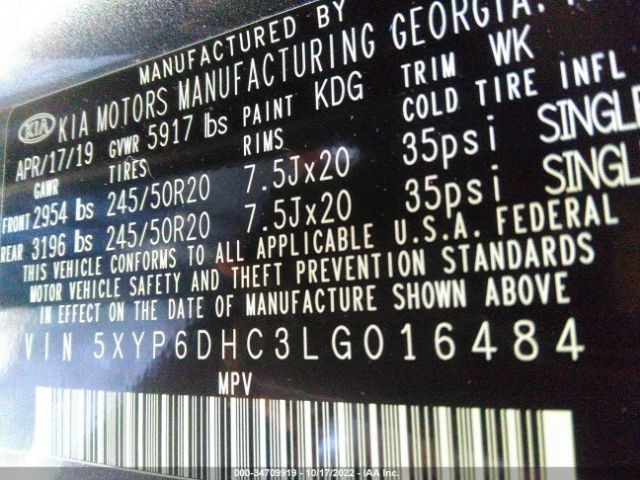 MANUFACTURED BY
KIA KIA MOTORS MANUFACTURING GEORGIA,
APR/17/19 GVWR 5917 lbs PAINT KDG TRIM WK
GAWR TIRES RIMS COLD TIRE INFL
FRONT 2954 lbs 245/50R20 7.5Jx20 35psi SINGLE
REAR 3196 lbs 245/50R20 7.5Jx20 35psi SINGLE
THIS VEHICLE CONFORMS TO ALL APPLICABLE U.S.A. FEDERAL
MOTOR VEHICLE SAFETY AND THEFT PREVENTION STANDARDS
IN EFFECT ON THE DATE OF MANUFACTURE SHOWN ABOVE
VIN 5XYP6DHC3LG016484
MPV
000-34709919 - 10/17/2022 - IAA Inc.